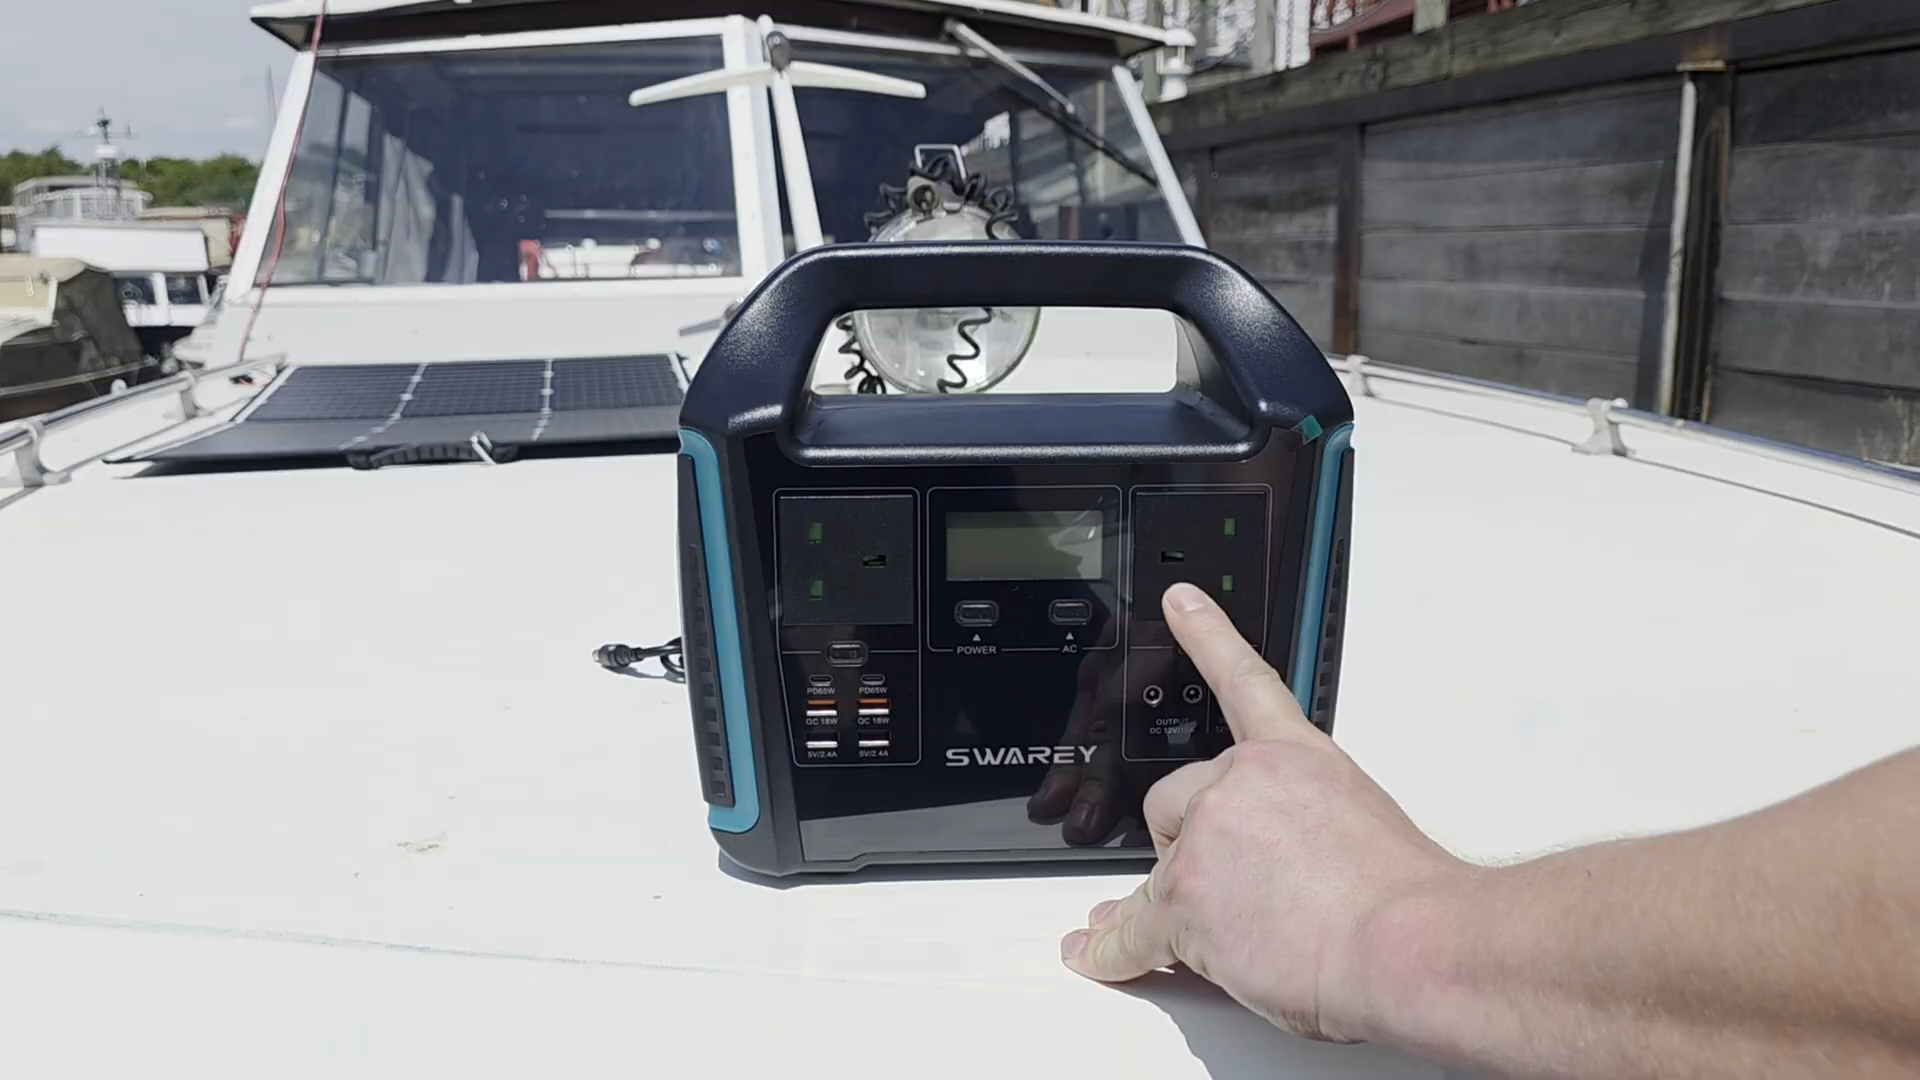 POWER
AC
PD65W
PD65W
QC 18W
QC 18W
5V/2.4A
5V/2.4A
OUTPUT
SWAREY